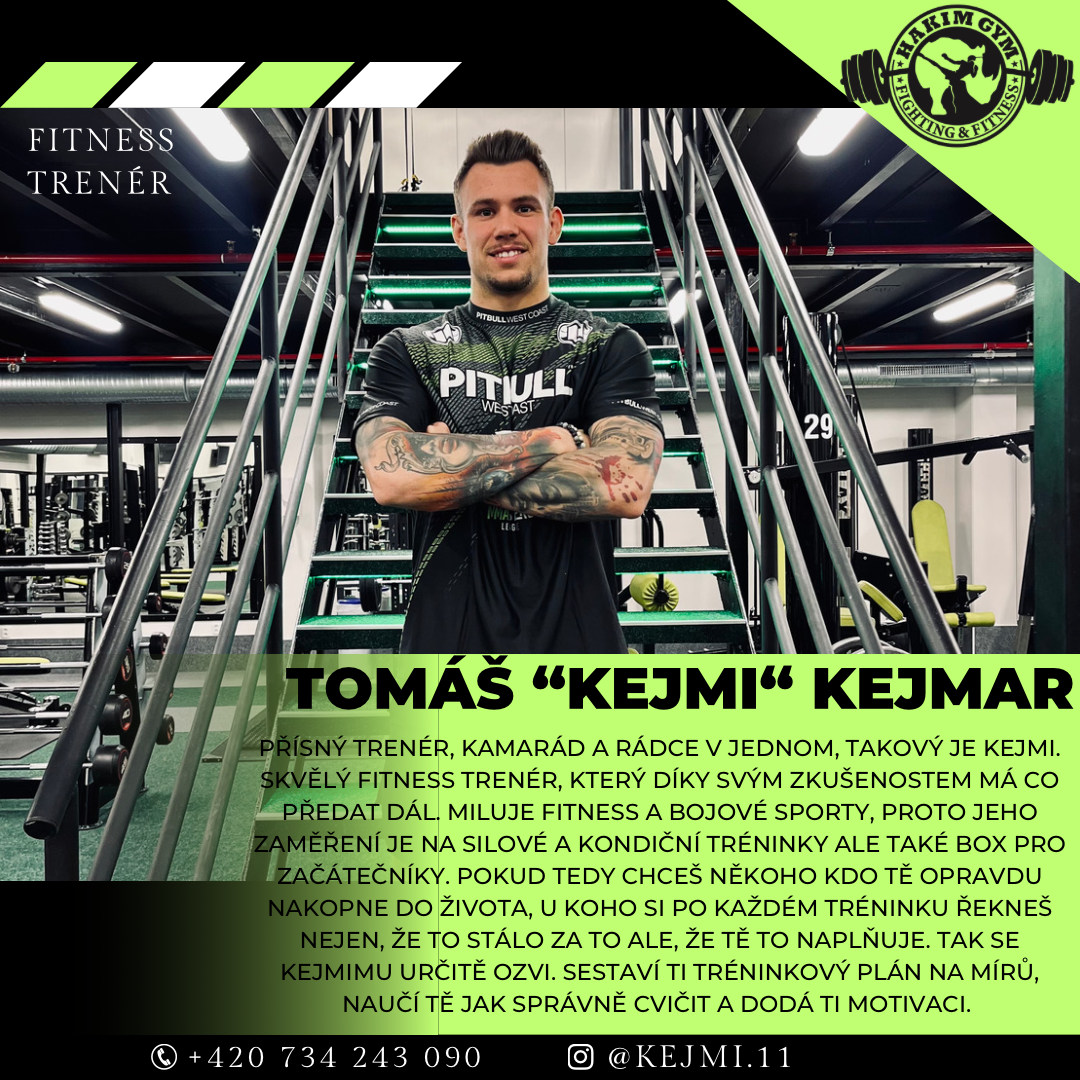 HAKIM GYM
FIGHTING & FITNESS
FITNESS
TRENÉR
PITBULL WEST COAST
PITBULL
29
TOMÁŠ “KEJMI“ KEJMAR
PŘÍSNÝ TRENÉR, KAMARÁD A RÁDCE V JEDNOM, TAKOVÝ JE KEJMI.
SKVĚLÝ FITNESS TRENÉR, KTERÝ DÍKY SVÝM ZKUŠENOSTEM MÁ CO
PŘEDAT DÁL. MILUJE FITNESS A BOJOVÉ SPORTY, PROTO JEHO
ZAMĚŘENÍ JE NA SILOVÉ A KONDIČNÍ TRÉNINKY ALE TAKÉ BOX PRO
ZAČÁTEČNÍKY. POKUD TEDY CHCEŠ NĚKOHO KDO TĚ OPRAVDU
NAKOPNE DO ŽIVOTA, U KOHO SI PO KAŽDÉM TRÉNINKU ŘEKNEŠ
NEJEN, ŽE TO STÁLO ZA TO ALE, ŽE TĚ TO NAPLŇUJE. TAK SE
KEJMIMU URČITĚ OZVI. SESTAVÍ TI TRÉNINKOVÝ PLÁN NA MÍRŮ,
NAUČÍ TĚ JAK SPRÁVNĚ CVIČIT A DODÁ TI MOTIVACI.
+420 734 243 090
@KEJMI.11